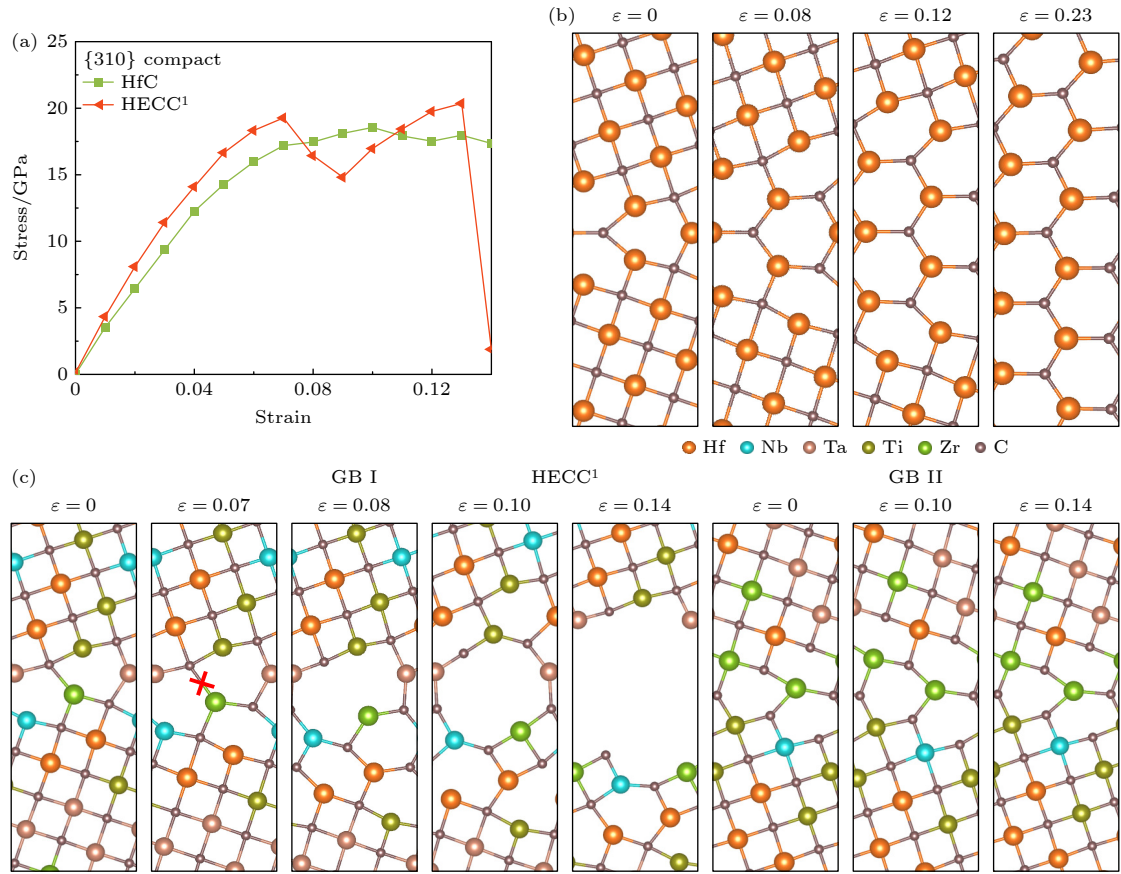 (a)
25
20
15
10
5
0
Stress/GPa
{310} compact
HfC
HECC¹
0
0.04
0.08
0.12
Strain
(b)
ε = 0
ε = 0.08
ε = 0.12
ε = 0.23
Hf Nb Ta Ti Zr C
(c)
GB I
HECC¹
GB II
ε = 0
ε = 0.07
ε = 0.08
ε = 0.10
ε = 0.14
ε = 0
ε = 0.10
ε = 0.14